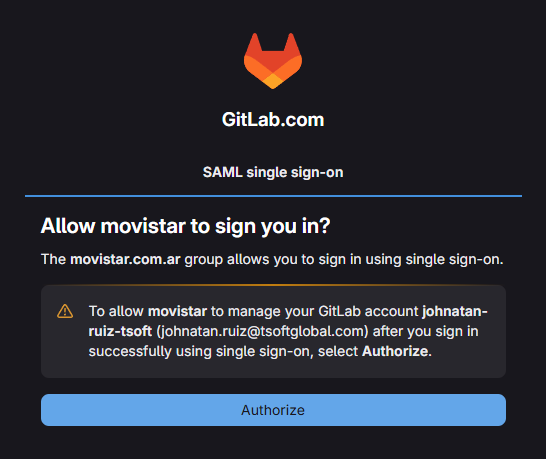 GitLab.com
SAML single sign-on
Allow movistar to sign you in?
The movistar.com.ar group allows you to sign in using single sign-on.
To allow movistar to manage your GitLab account johnatan-
ruiz-tsoft (johnatan.ruiz@tsoftglobal.com) after you sign in
successfully using single sign-on, select Authorize.
Authorize